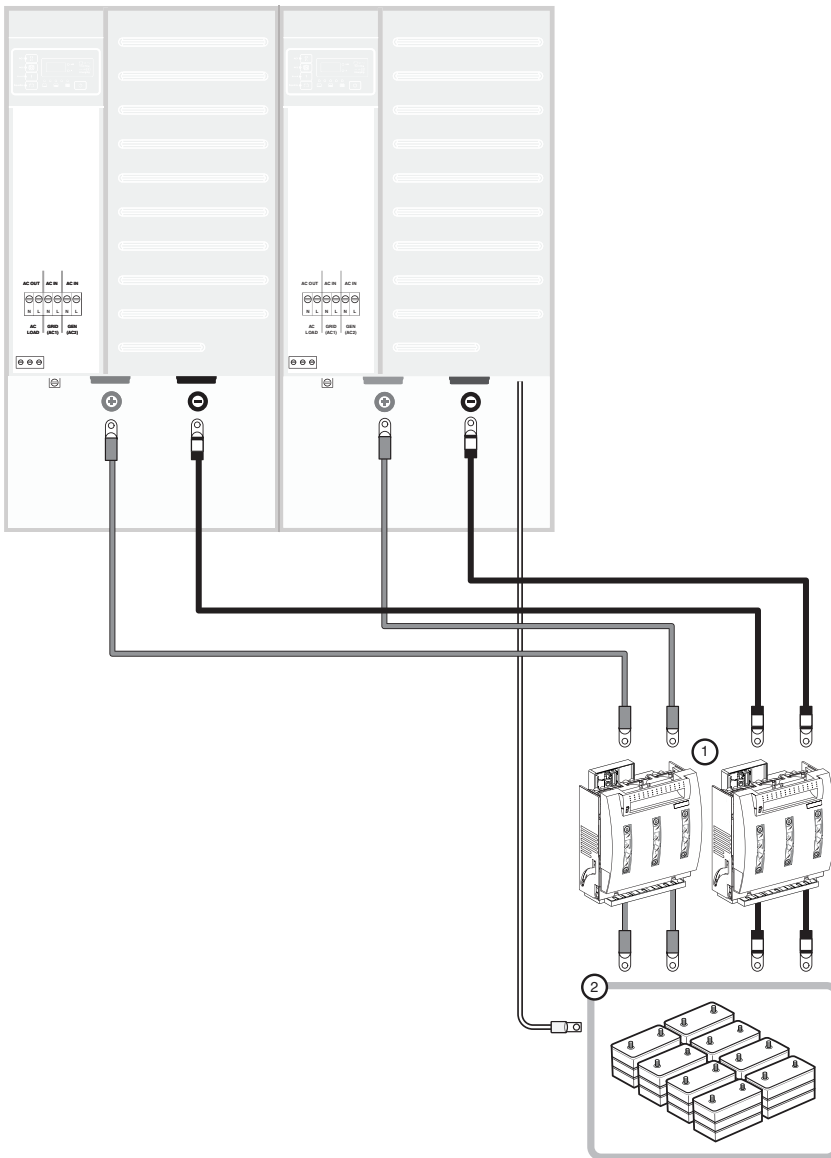 AC OUT AC IN AC IN
N L N L N L
AC LOAD GRID (AC1) GEN (AC2)
AC OUT AC IN AC IN
N L N L N L
AC LOAD GRID (AC1) GEN (AC2)
1
2